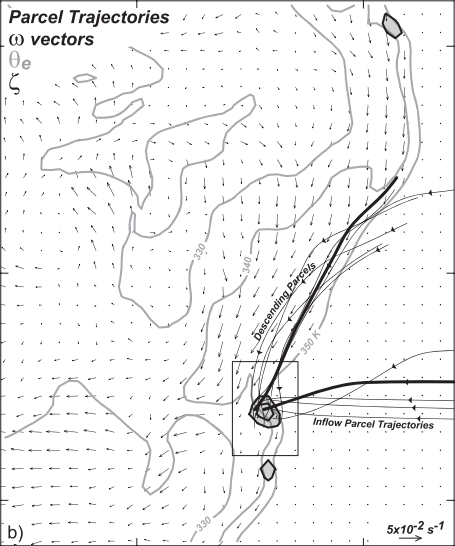 Parcel Trajectories
ω vectors
θe
ζ
330
340
Descending Parcels
350 K
Inflow Parcel Trajectories
330
b)
5x10⁻² s⁻¹